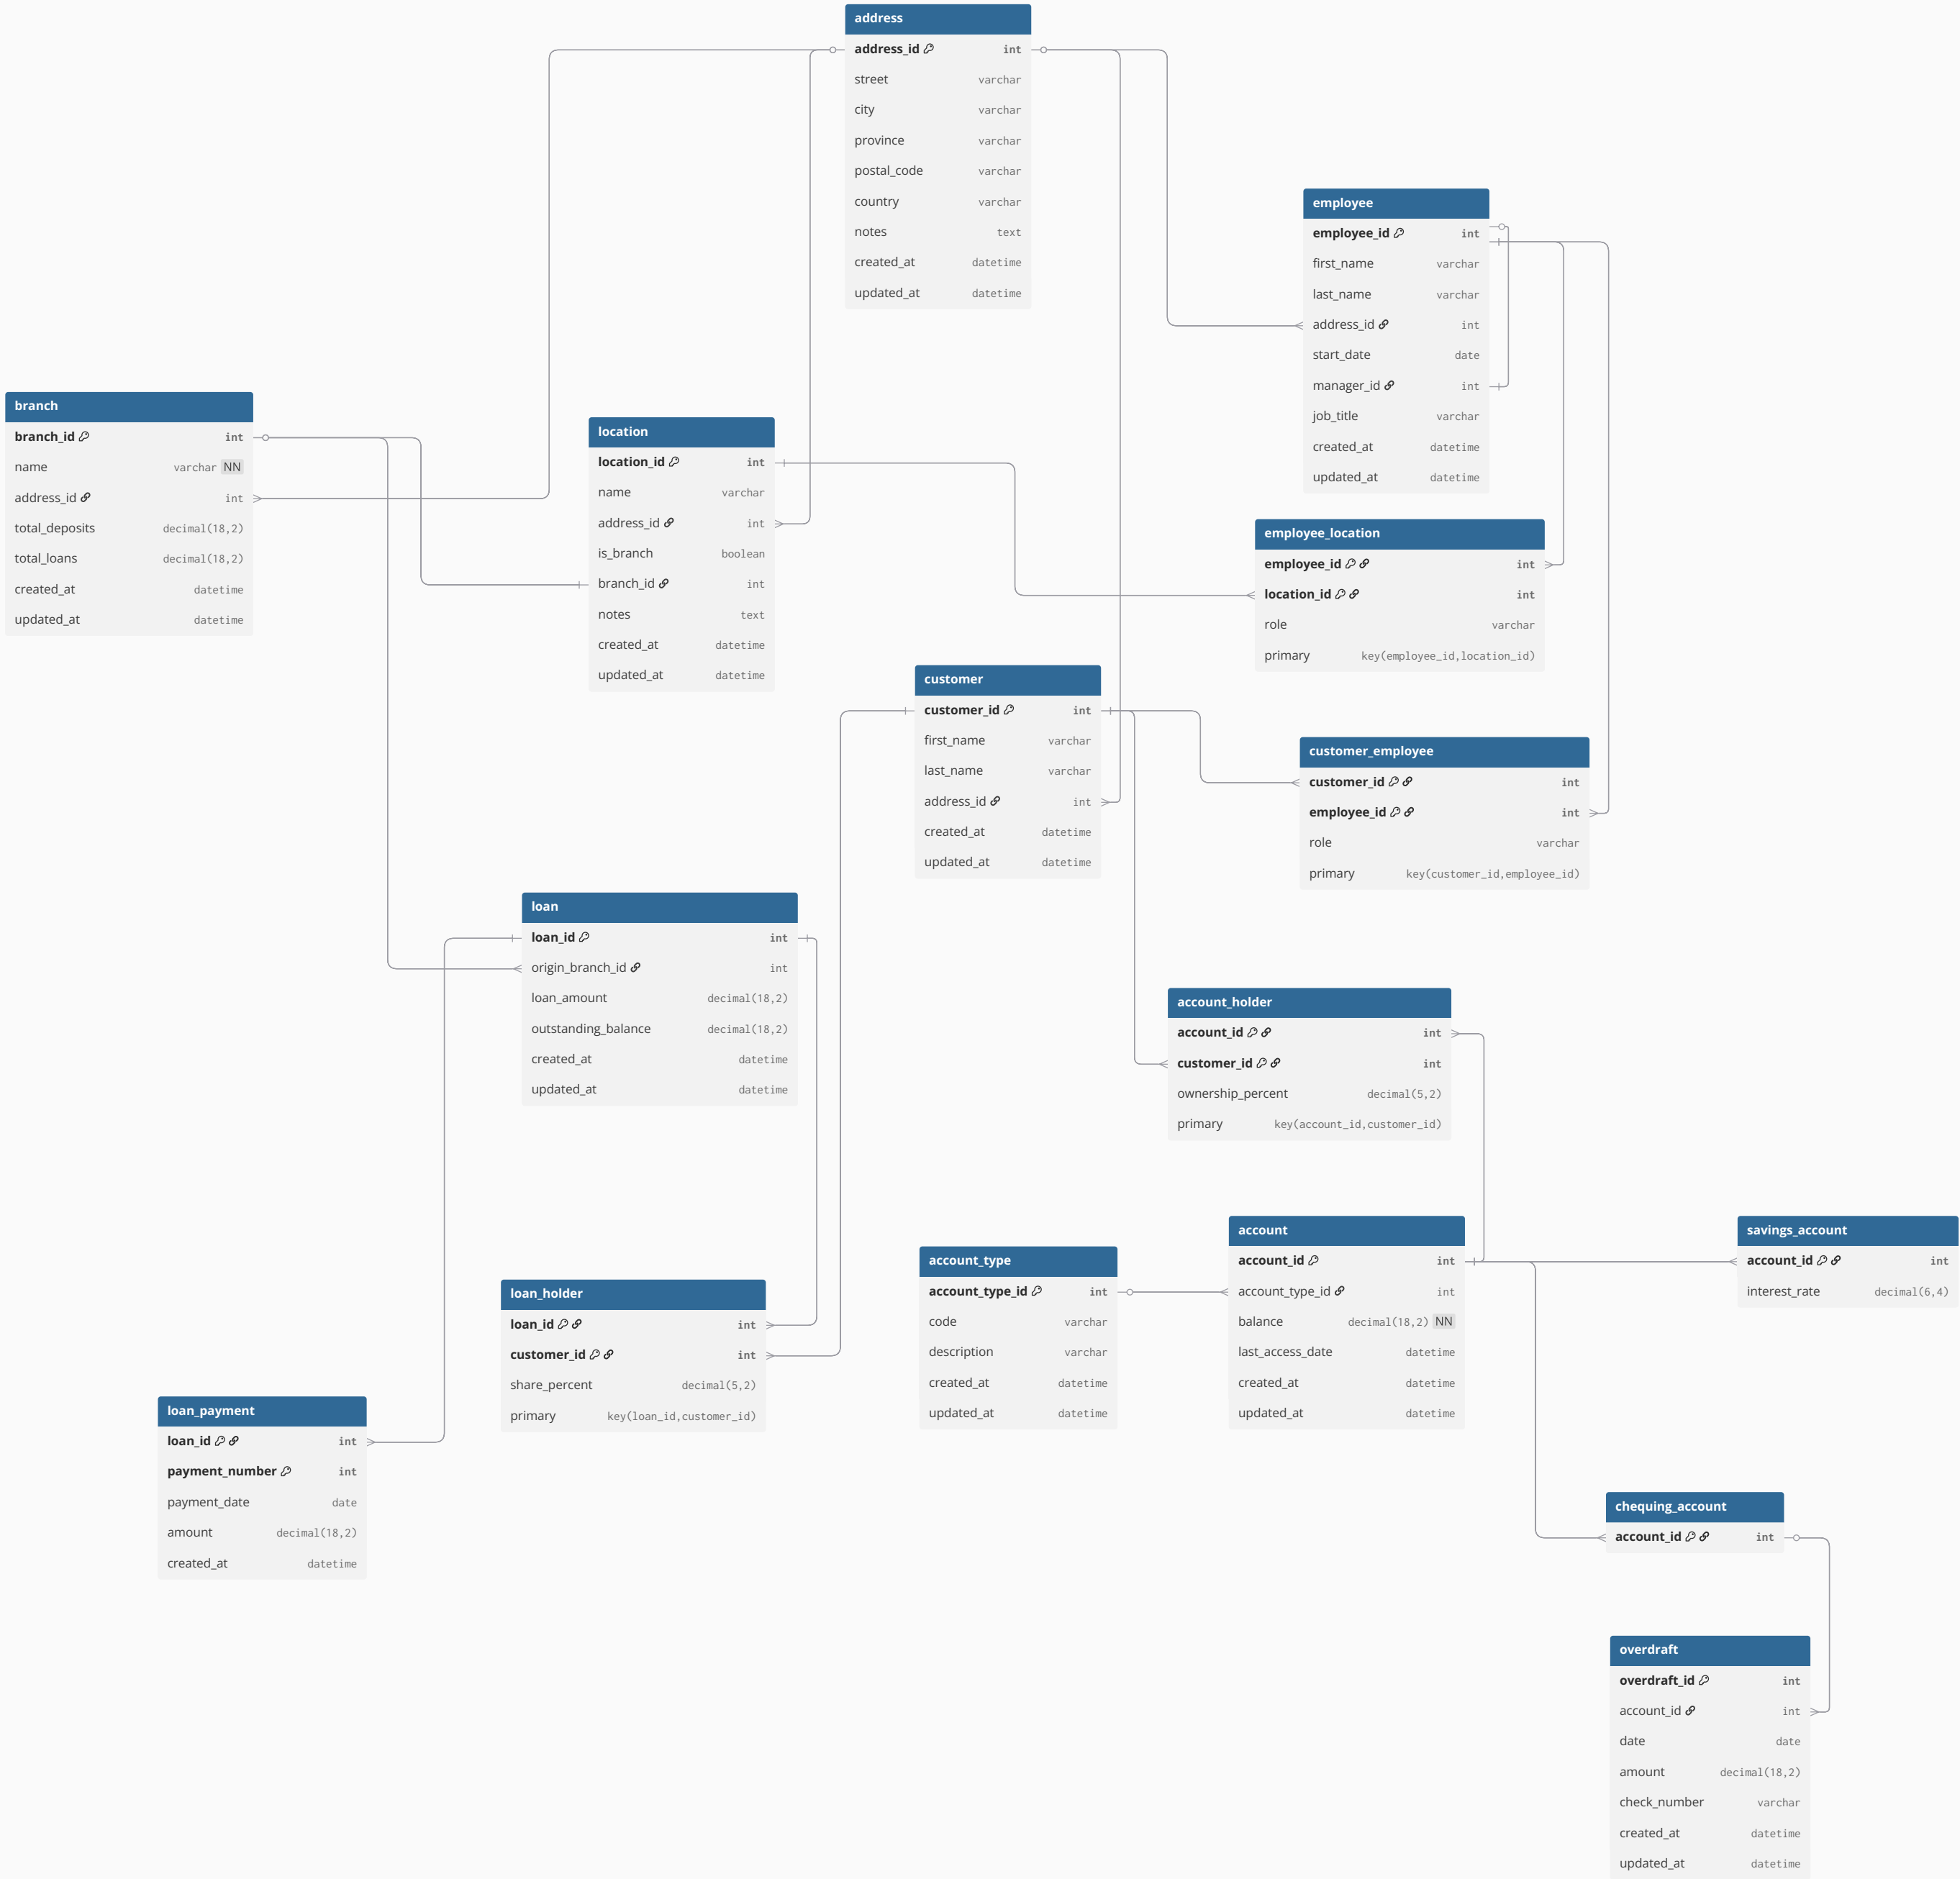 address
address_id int
street varchar
city varchar
province varchar
postal_code varchar
country varchar
notes text
created_at datetime
updated_at datetime
employee
employee_id int
first_name varchar
last_name varchar
address_id int
start_date date
manager_id int
job_title varchar
created_at datetime
updated_at datetime
branch
branch_id int
name varchar NN
address_id int
total_deposits decimal(18,2)
total_loans decimal(18,2)
created_at datetime
updated_at datetime
location
location_id int
name varchar
address_id int
is_branch boolean
branch_id int
notes text
created_at datetime
updated_at datetime
employee_location
employee_id int
location_id int
role varchar
primary key(employee_id,location_id)
customer
customer_id int
first_name varchar
last_name varchar
address_id int
created_at datetime
updated_at datetime
customer_employee
customer_id int
employee_id int
role varchar
primary key(customer_id,employee_id)
loan
loan_id int
origin_branch_id int
loan_amount decimal(18,2)
outstanding_balance decimal(18,2)
created_at datetime
updated_at datetime
account_holder
account_id int
customer_id int
ownership_percent decimal(5,2)
primary key(account_id,customer_id)
account
account_id int
account_type_id int
balance decimal(18,2) NN
last_access_date datetime
created_at datetime
updated_at datetime
savings_account
account_id int
interest_rate decimal(6,4)
account_type
account_type_id int
code varchar
description varchar
created_at datetime
updated_at datetime
loan_holder
loan_id int
customer_id int
share_percent decimal(5,2)
primary key(loan_id,customer_id)
loan_payment
loan_id int
payment_number int
payment_date date
amount decimal(18,2)
created_at datetime
chequing_account
account_id int
overdraft
overdraft_id int
account_id int
date date
amount decimal(18,2)
check_number varchar
created_at datetime
updated_at datetime